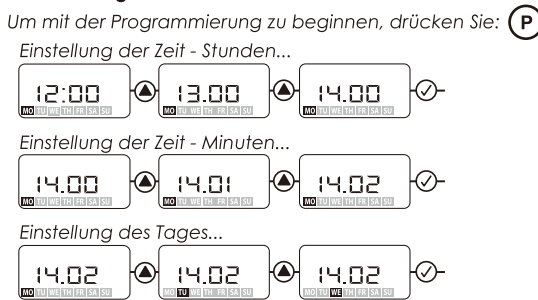 Um mit der Programmierung zu beginnen, drücken Sie: P
Einstellung der Zeit - Stunden...
12:00 13.00 14.00
MO TU WE TH FR SA SU MO TU WE TH FR SA SU MO TU WE TH FR SA SU
Einstellung der Zeit - Minuten...
14.00 14.01 14.02
MO TU WE TH FR SA SU MO TU WE TH FR SA SU MO TU WE TH FR SA SU
Einstellung des Tages...
14.02 14.02 14.02
MO TU WE TH FR SA SU MO TU WE TH FR SA SU MO TU WE TH FR SA SU